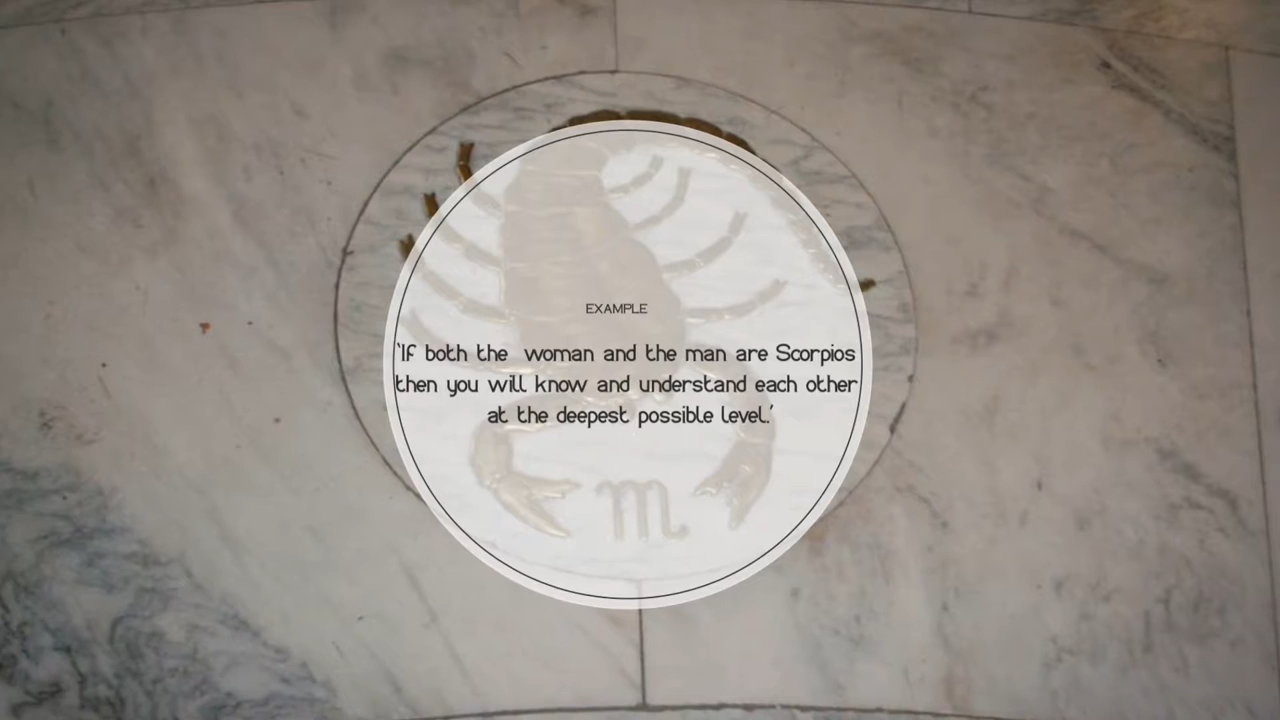 EXAMPLE
‘If both the  woman and the man are Scorpios
then you will know and understand each other
at the deepest possible level.’